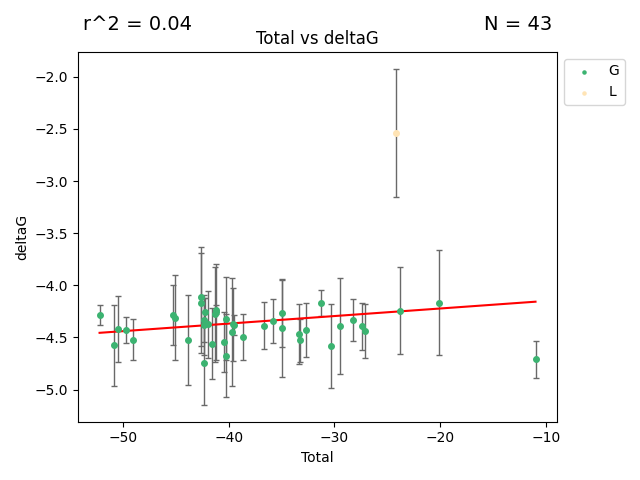 r^2 = 0.04
N = 43
Total vs deltaG
G
L
−2.0
−2.5
−3.0
−3.5
−4.0
−4.5
−5.0
deltaG
−50
−40
−30
−20
−10
Total